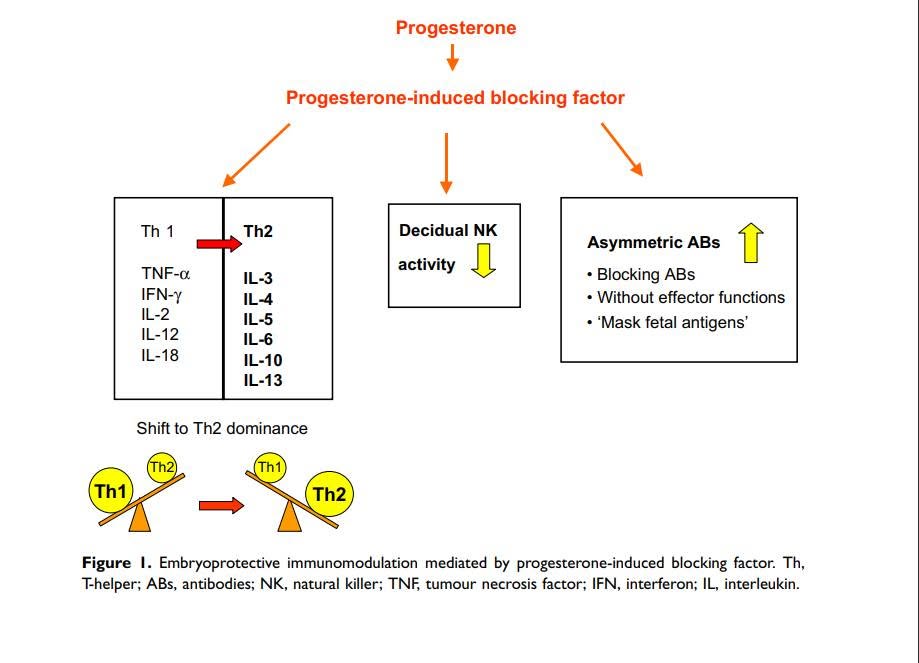 Progesterone
Progesterone-induced blocking factor
Th 1
TNF-α
IFN-γ
IL-2
IL-12
IL-18
Th2
IL-3
IL-4
IL-5
IL-6
IL-10
IL-13
Decidual NK
activity
Asymmetric ABs
• Blocking ABs
• Without effector functions
• ‘Mask fetal antigens’
Shift to Th2 dominance
Th1
Th2
Th1
Th2
Figure 1. Embryoprotective immunomodulation mediated by progesterone-induced blocking factor. Th,
T-helper; ABs, antibodies; NK, natural killer; TNF, tumour necrosis factor; IFN, interferon; IL, interleukin.